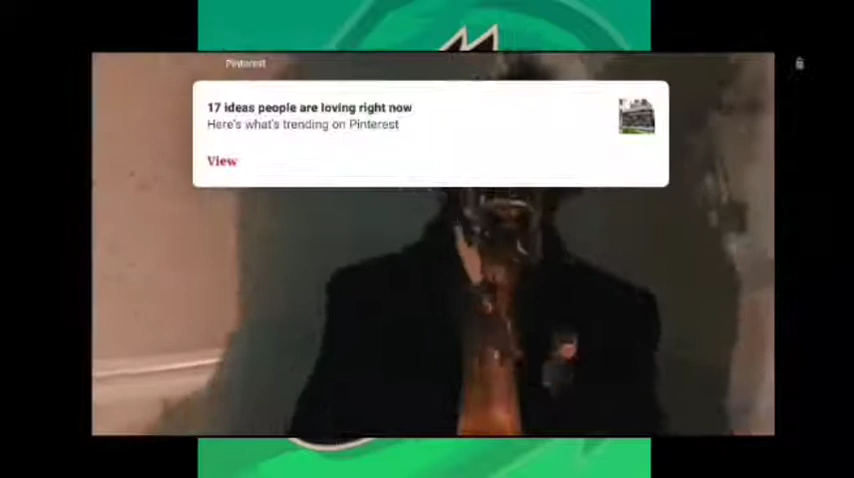 Pinterest
17 ideas people are loving right now
Here's what's trending on Pinterest
View